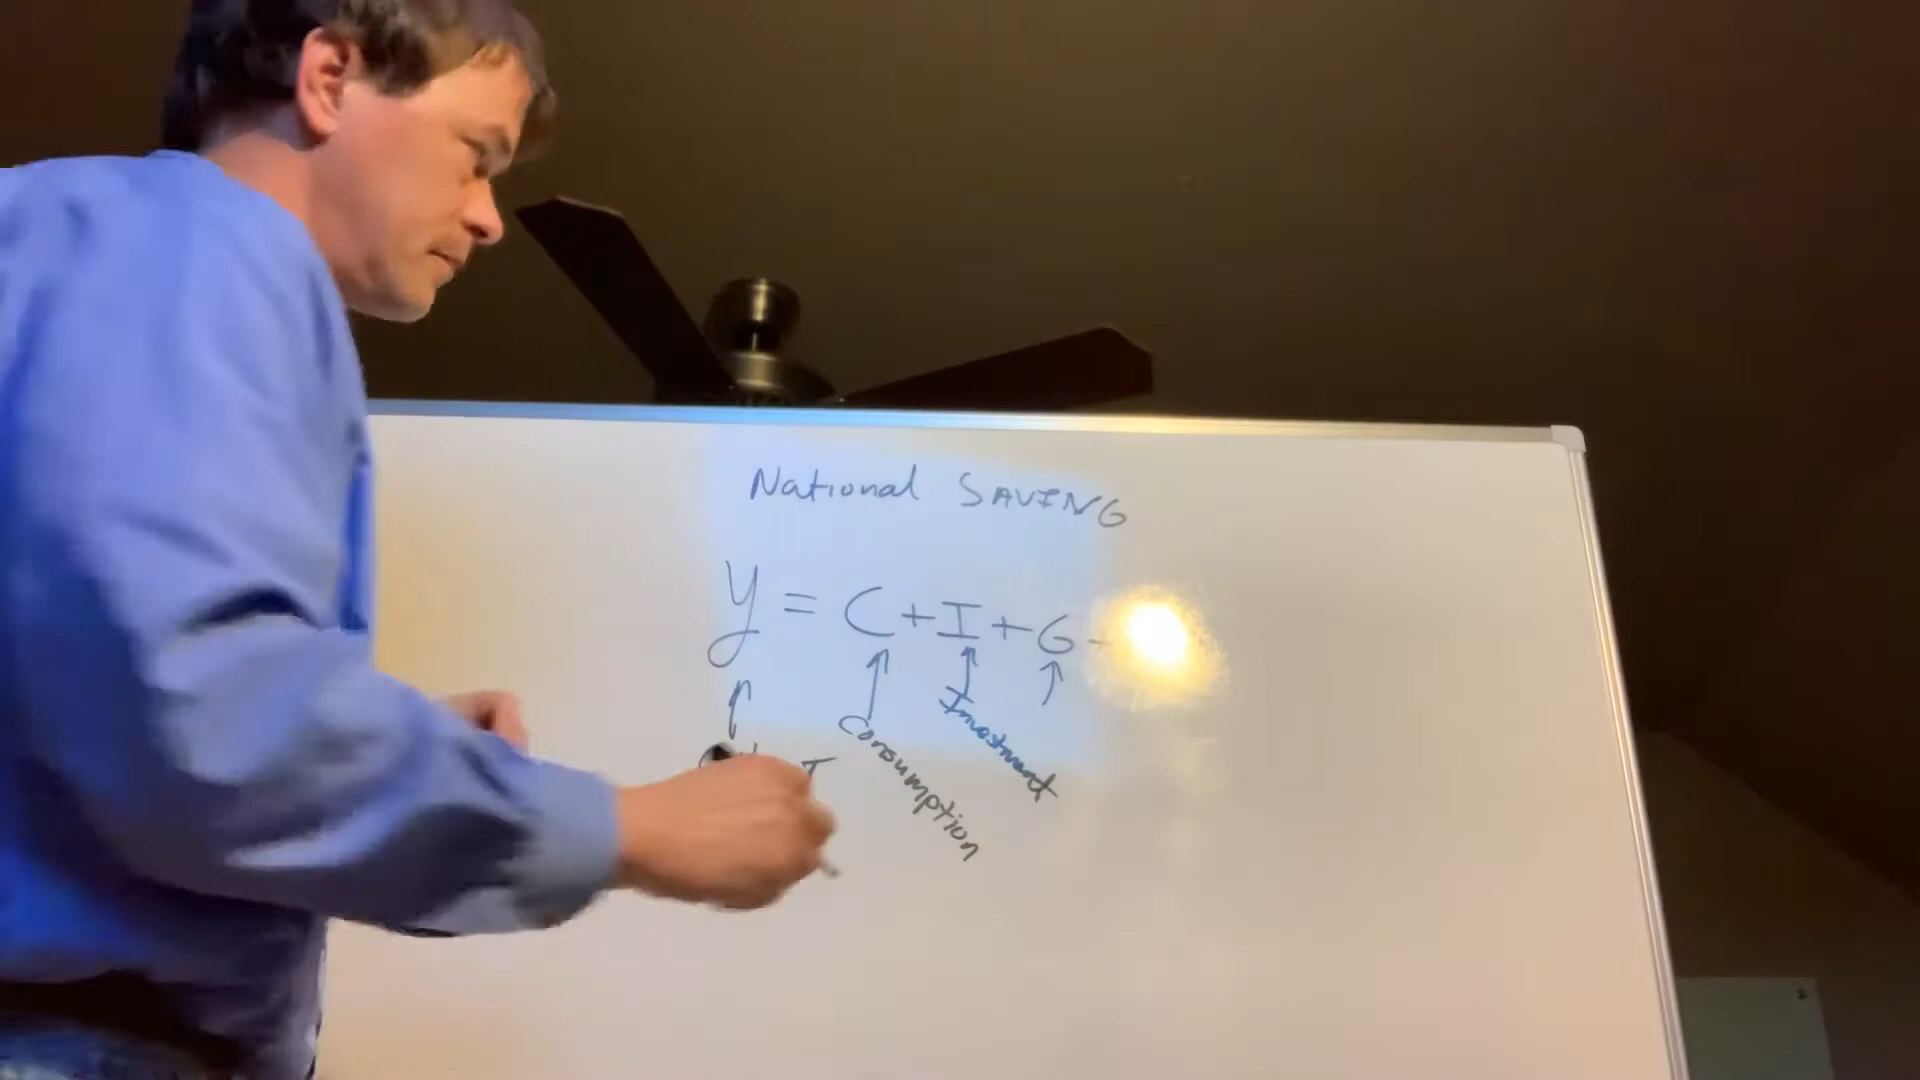 National SAVING
y = C + I + G
Investment
Consumption